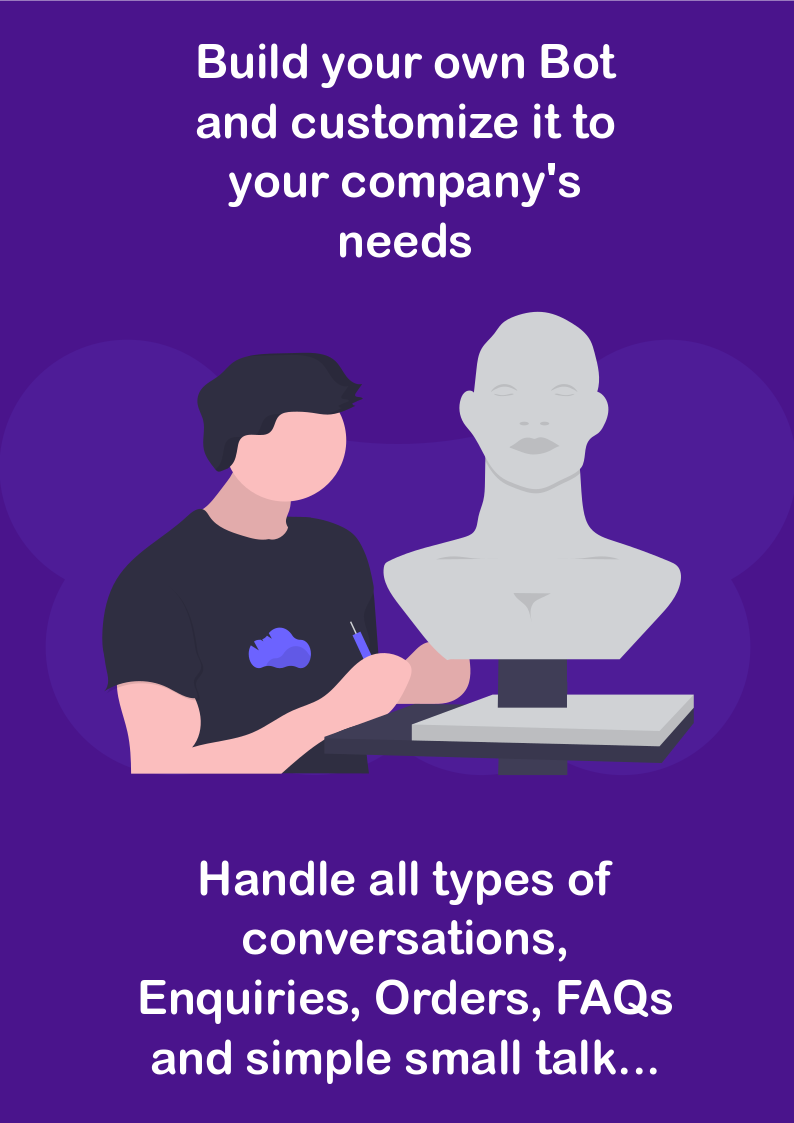 Build your own Bot
and customize it to
your company's
needs
Handle all types of
conversations,
Enquiries, Orders, FAQs
and simple small talk...